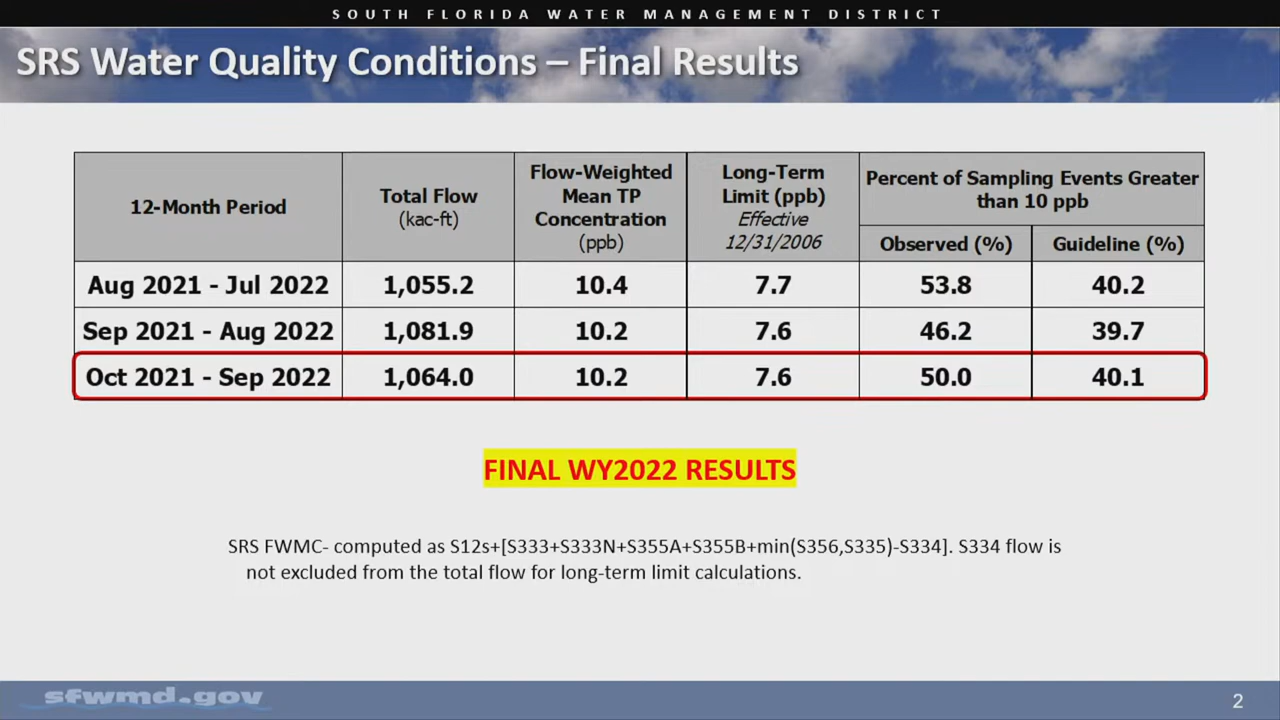 SOUTH FLORIDA WATER MANAGEMENT DISTRICT
SRS Water Quality Conditions – Final Results
12-Month Period
Total Flow
(kac-ft)
Flow-Weighted
Mean TP
Concentration
(ppb)
Long-Term
Limit (ppb)
Effective
12/31/2006
Percent of Sampling Events Greater
than 10 ppb
Observed (%) Guideline (%)
Aug 2021 - Jul 2022 1,055.2 10.4 7.7 53.8 40.2
Sep 2021 - Aug 2022 1,081.9 10.2 7.6 46.2 39.7
Oct 2021 - Sep 2022 1,064.0 10.2 7.6 50.0 40.1
FINAL WY2022 RESULTS
SRS FWMC- computed as S12s+[S333+S333N+S355A+S355B+min(S356,S335)-S334]. S334 flow is
not excluded from the total flow for long-term limit calculations.
sfwmd.gov
2